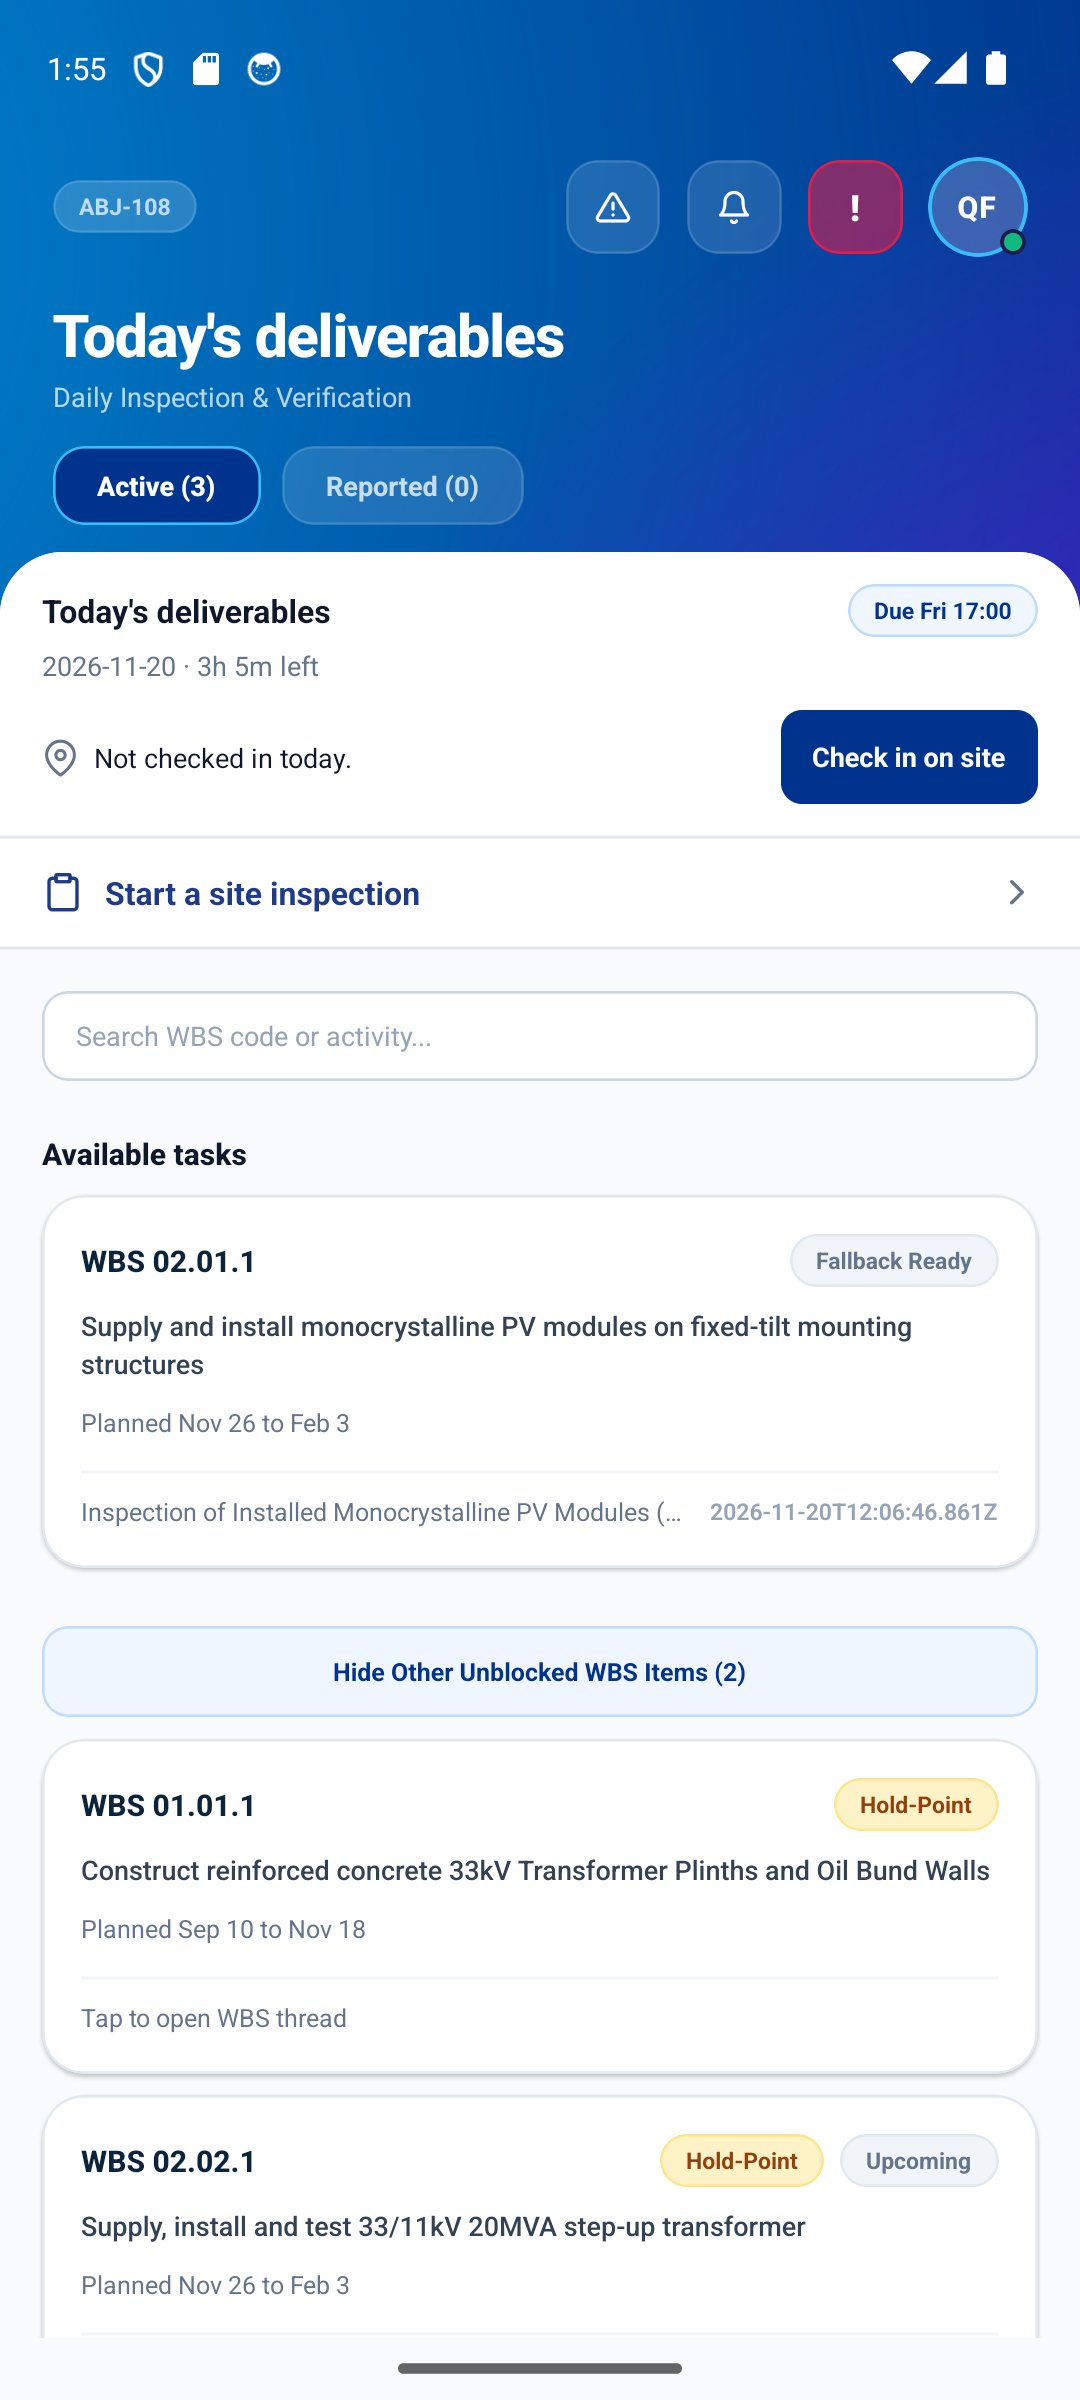 1:55
ABJ-108
!
QF
Today's deliverables
Daily Inspection & Verification
Active (3)
Reported (0)
Today's deliverables
Due Fri 17:00
2026-11-20 · 3h 5m left
Not checked in today.
Check in on site
Start a site inspection
Search WBS code or activity...
Available tasks
WBS 02.01.1
Fallback Ready
Supply and install monocrystalline PV modules on fixed-tilt mounting
structures
Planned Nov 26 to Feb 3
Inspection of Installed Monocrystalline PV Modules (...
2026-11-20T12:06:46.861Z
Hide Other Unblocked WBS Items (2)
WBS 01.01.1
Hold-Point
Construct reinforced concrete 33kV Transformer Plinths and Oil Bund Walls
Planned Sep 10 to Nov 18
Tap to open WBS thread
WBS 02.02.1
Hold-Point
Upcoming
Supply, install and test 33/11kV 20MVA step-up transformer
Planned Nov 26 to Feb 3